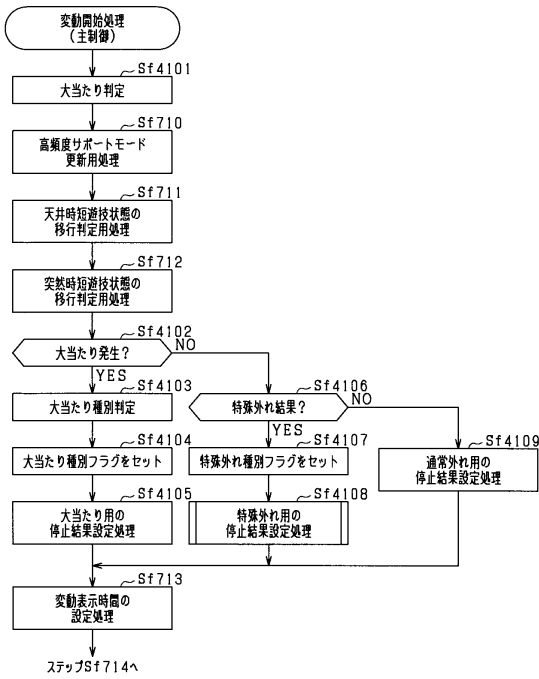 変動開始処理
(主制御)
Sf4101
大当たり判定
Sf710
高頻度サポートモード
更新用処理
Sf711
天井時短遊技状態の
移行判定用処理
Sf712
突然時短遊技状態の
移行判定用処理
Sf4102
大当たり発生?
NO
YES
Sf4103
大当たり種別判定
Sf4106
特殊外れ結果?
NO
YES
Sf4104
大当たり種別フラグをセット
Sf4107
特殊外れ種別フラグをセット
Sf4109
通常外れ用の
停止結果設定処理
Sf4105
大当たり用の
停止結果設定処理
Sf4108
特殊外れ用の
停止結果設定処理
Sf713
変動表示時間の
設定処理
ステップSf714へ